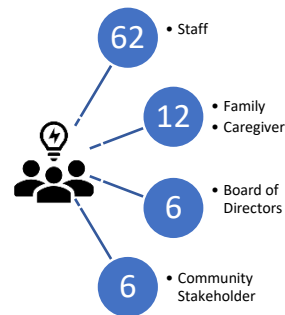 62
• Staff
12
• Family
• Caregiver
6
• Board of
Directors
6
• Community
Stakeholder